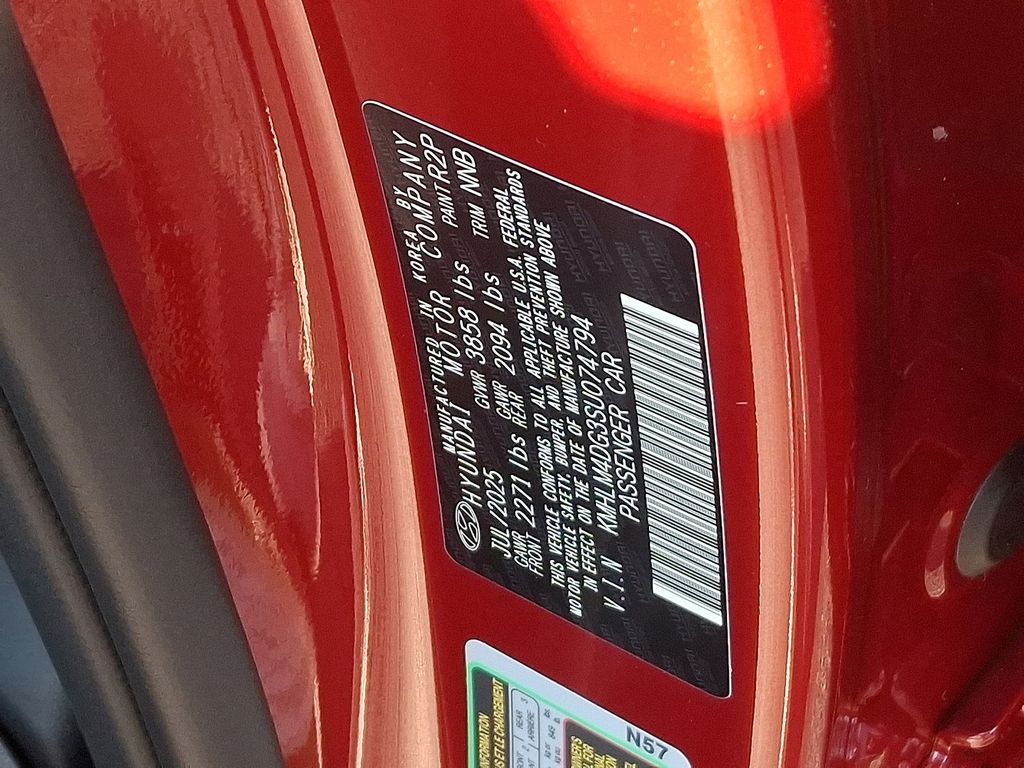 MANUFACTURED IN KOREA BY
HYUNDAI MOTOR COMPANY
JUL /2025 GVWR 3858 lbs PAINT R2P
GAWR FRONT 2271 lbs GAWR REAR 2094 lbs TRIM NNB
THIS VEHICLE CONFORMS TO ALL APPLICABLE U.S.A. FEDERAL
MOTOR VEHICLE SAFETY, BUMPER, AND THEFT PREVENTION STANDARDS
IN EFFECT ON THE DATE OF MANUFACTURE SHOWN ABOVE
V.I.N KMHLM4DG3SU074794
PASSENGER CAR
N57